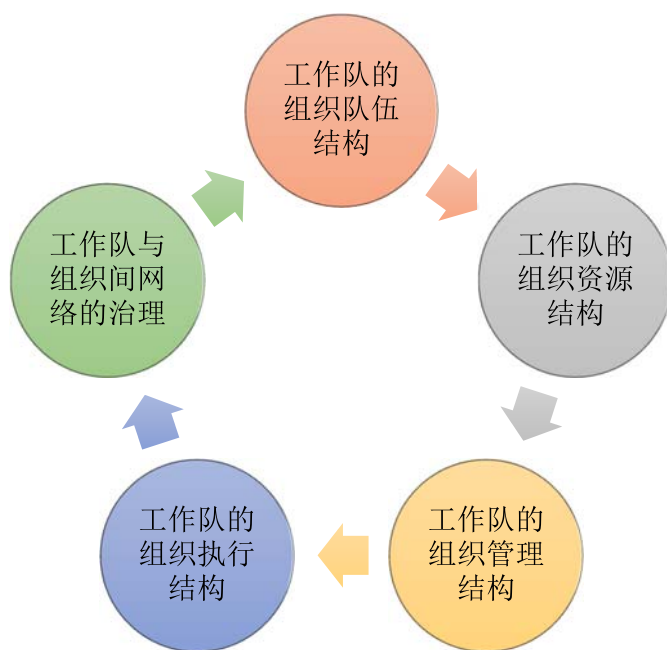 工作队的
组织队伍
结构
工作队的
组织资源
结构
工作队的
组织管理
结构
工作队的
组织执行
结构
工作队与
组织间网
络的治理